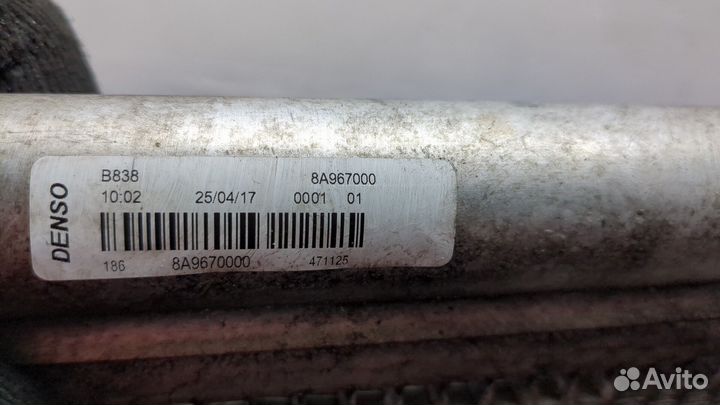 DENSO
B838 8A967000
10:02 25/04/17 0001 01
186 8A9670000 471125
Avito